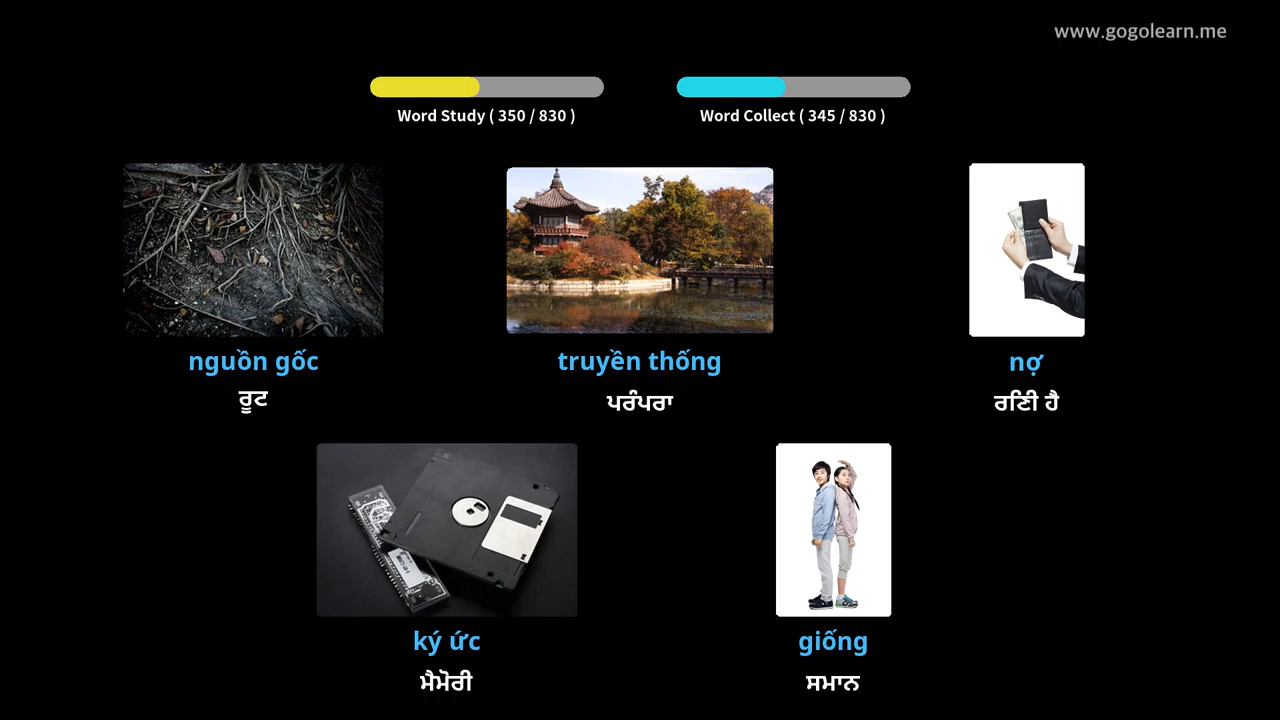 www.gogolearn.me
Word Study ( 350 / 830 )
Word Collect ( 345 / 830 )
nguồn gốc
ਰੂਟ
truyền thống
ਪਰੰਪਰਾ
nợ
ਰਣਿੀ ਹੈ
ký ức
ਮੈਮੋਰੀ
giống
ਸਮਾਨ